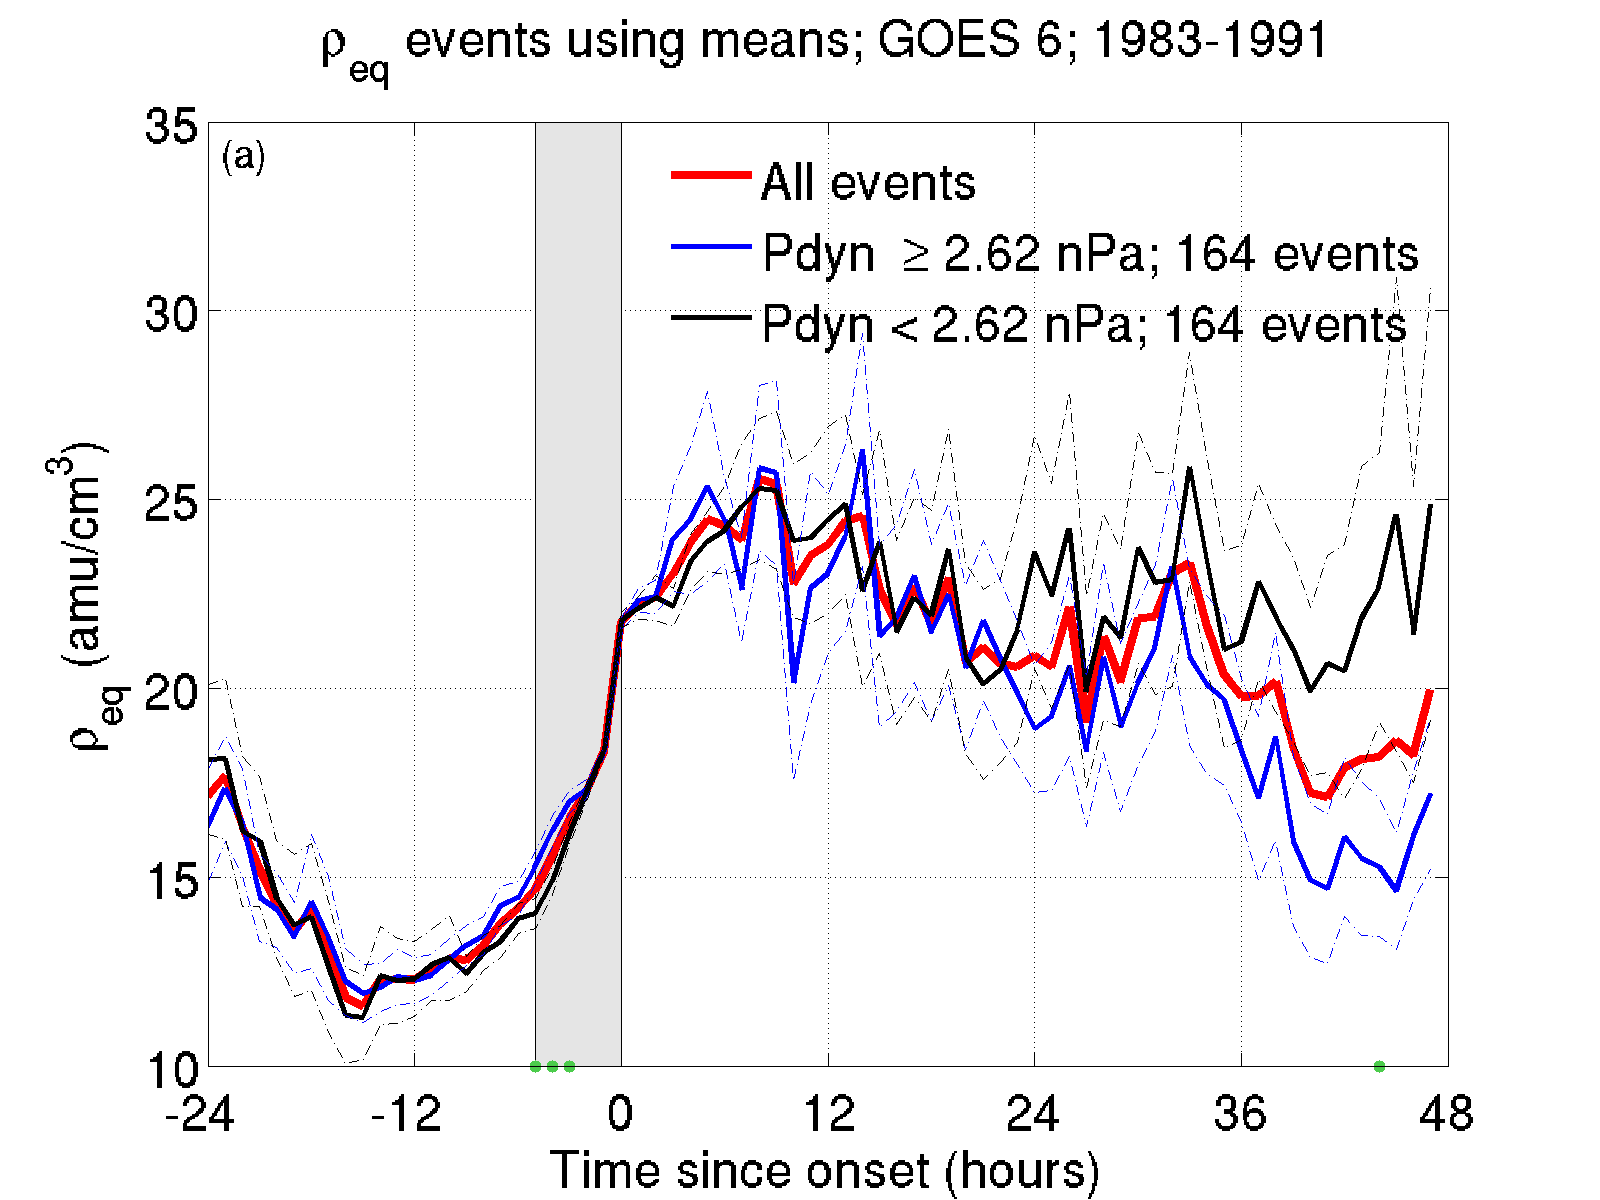 ρeq events using means; GOES 6; 1983-1991
(a)
All events
Pdyn ≥ 2.62 nPa; 164 events
Pdyn < 2.62 nPa; 164 events
ρeq (amu/cm³)
35
30
25
20
15
10
-24 -12 0 12 24 36 48
Time since onset (hours)